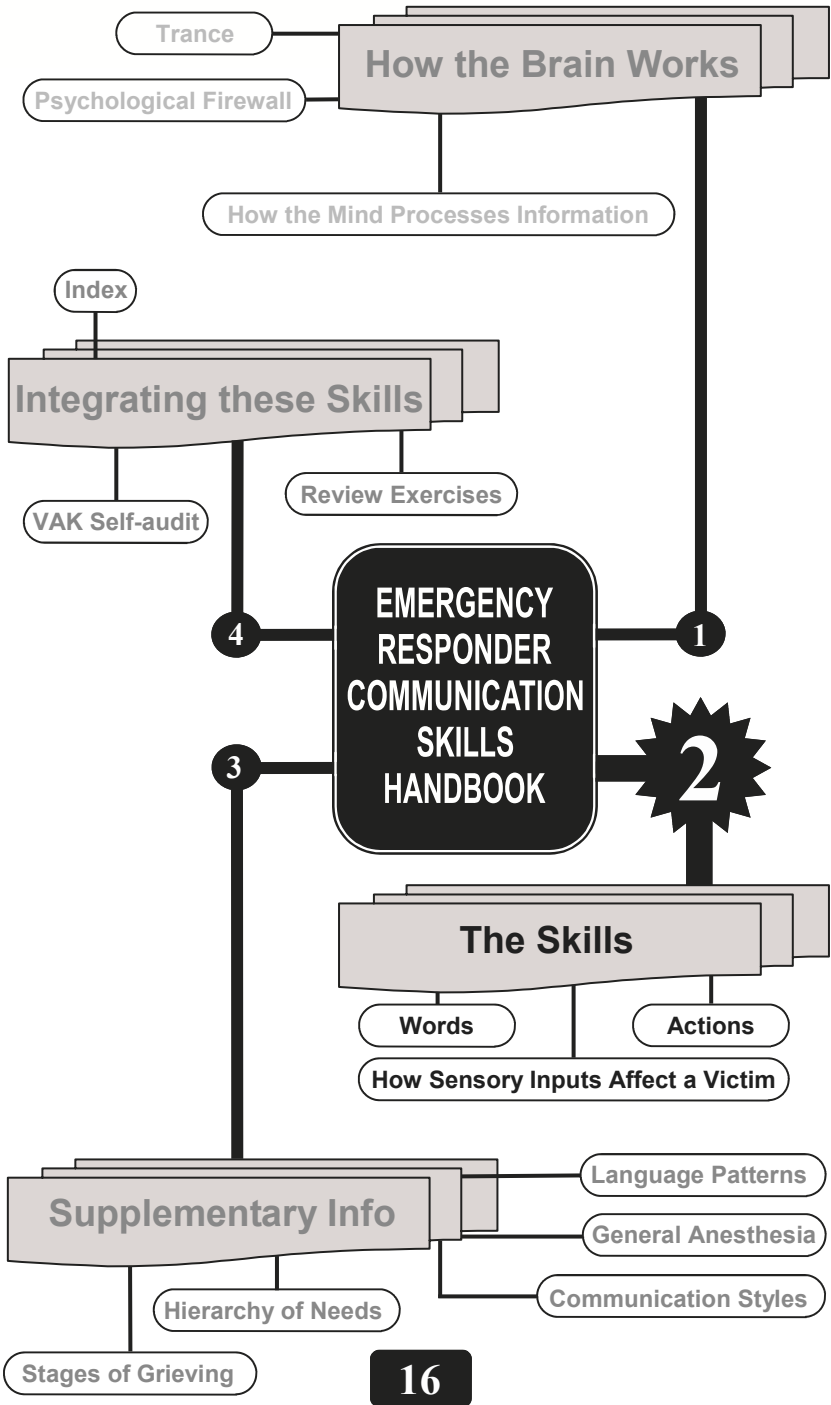 Trance
How the Brain Works
Psychological Firewall
How the Mind Processes Information
Index
Integrating these Skills
Review Exercises
VAK Self-audit
EMERGENCY
RESPONDER
COMMUNICATION
SKILLS
HANDBOOK
4
1
3
2
The Skills
Words
Actions
How Sensory Inputs Affect a Victim
Language Patterns
Supplementary Info
General Anesthesia
Hierarchy of Needs
Communication Styles
Stages of Grieving
16